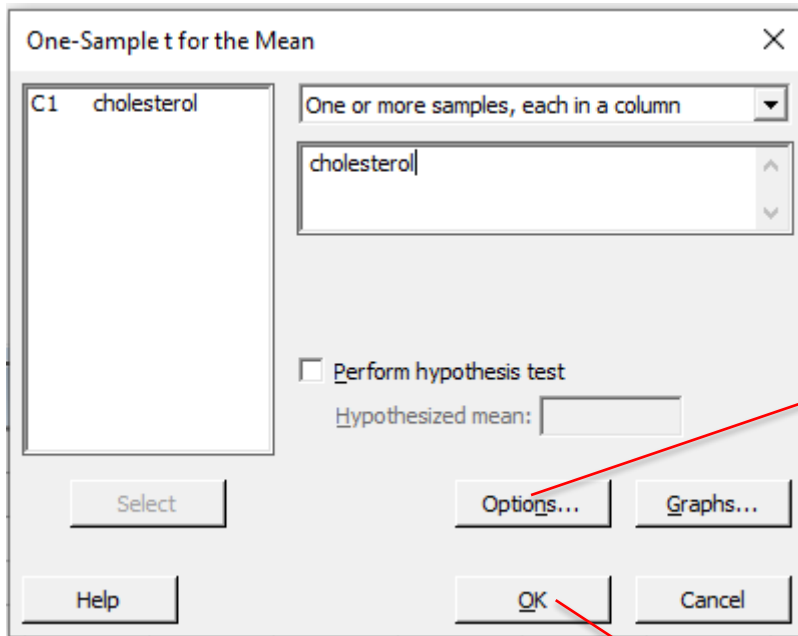 One-Sample t for the Mean
C1 cholesterol
One or more samples, each in a column
cholesterol
Perform hypothesis test
Hypothesized mean:
Select
Options...
Graphs...
Help
OK
Cancel